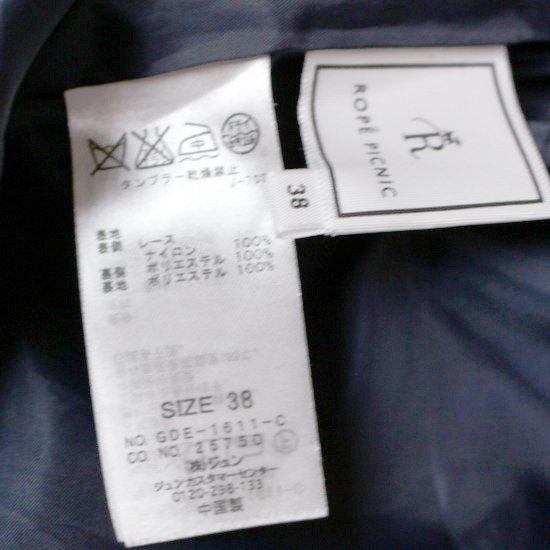 タンブラー乾燥禁止
表地
表側 レース
ナイロン 100%
裏側 ポリエステル 100%
裏地 ポリエステル 100%
SIZE 38
NO. GDE-1611-C
CO. NO. 25750
(株)ジュン
ジュンカスタマーセンター
0120-298-133
中国製
38
R
ROPÉ PICNIC